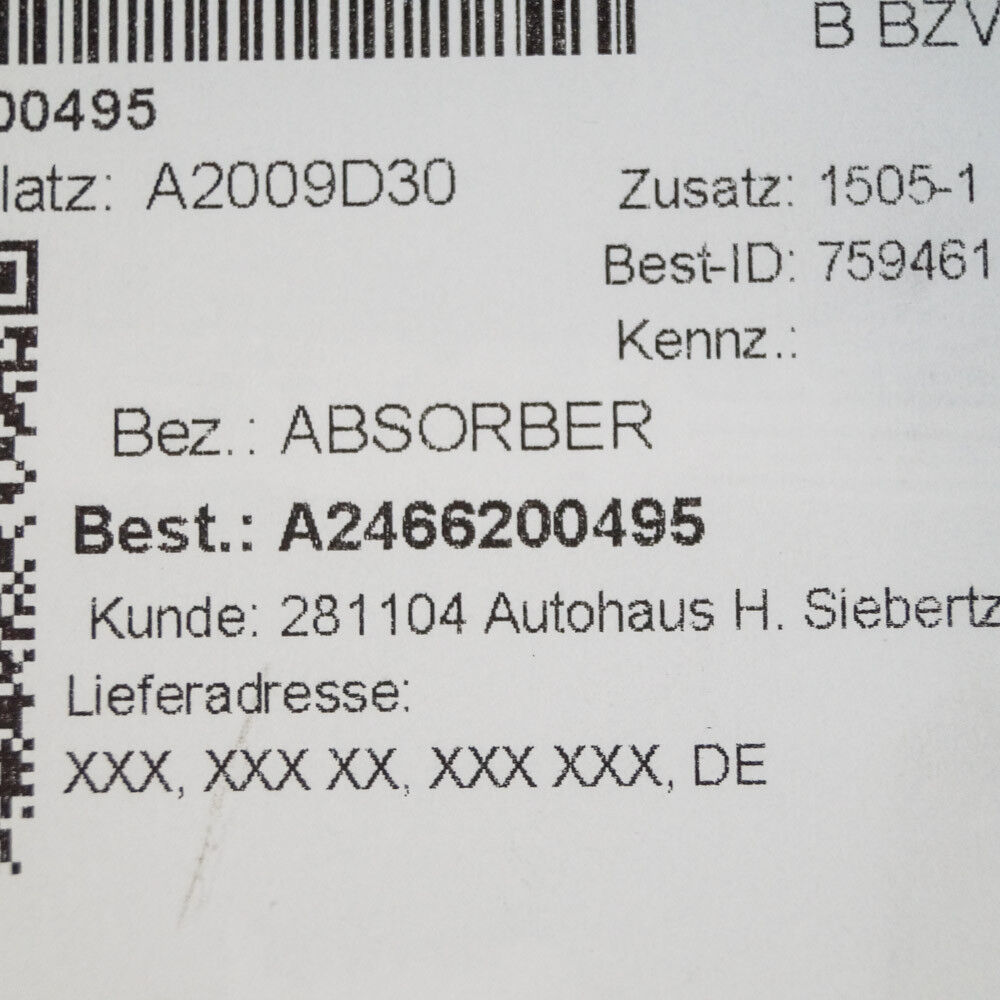 B BZV
00495
latz: A2009D30
Zusatz: 1505-1
Best-ID: 759461
Kennz.:
Bez.: ABSORBER
Best.: A2466200495
Kunde: 281104 Autohaus H. Siebertz
Lieferadresse:
XXX, XXX XX, XXX XXX, DE